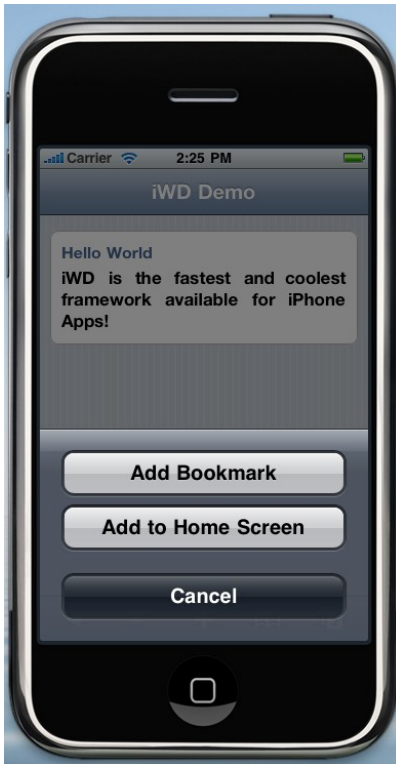 Carrier 2:25 PM
iWD Demo
Hello World
iWD is the fastest and coolest
framework available for iPhone
Apps!
Add Bookmark
Add to Home Screen
Cancel